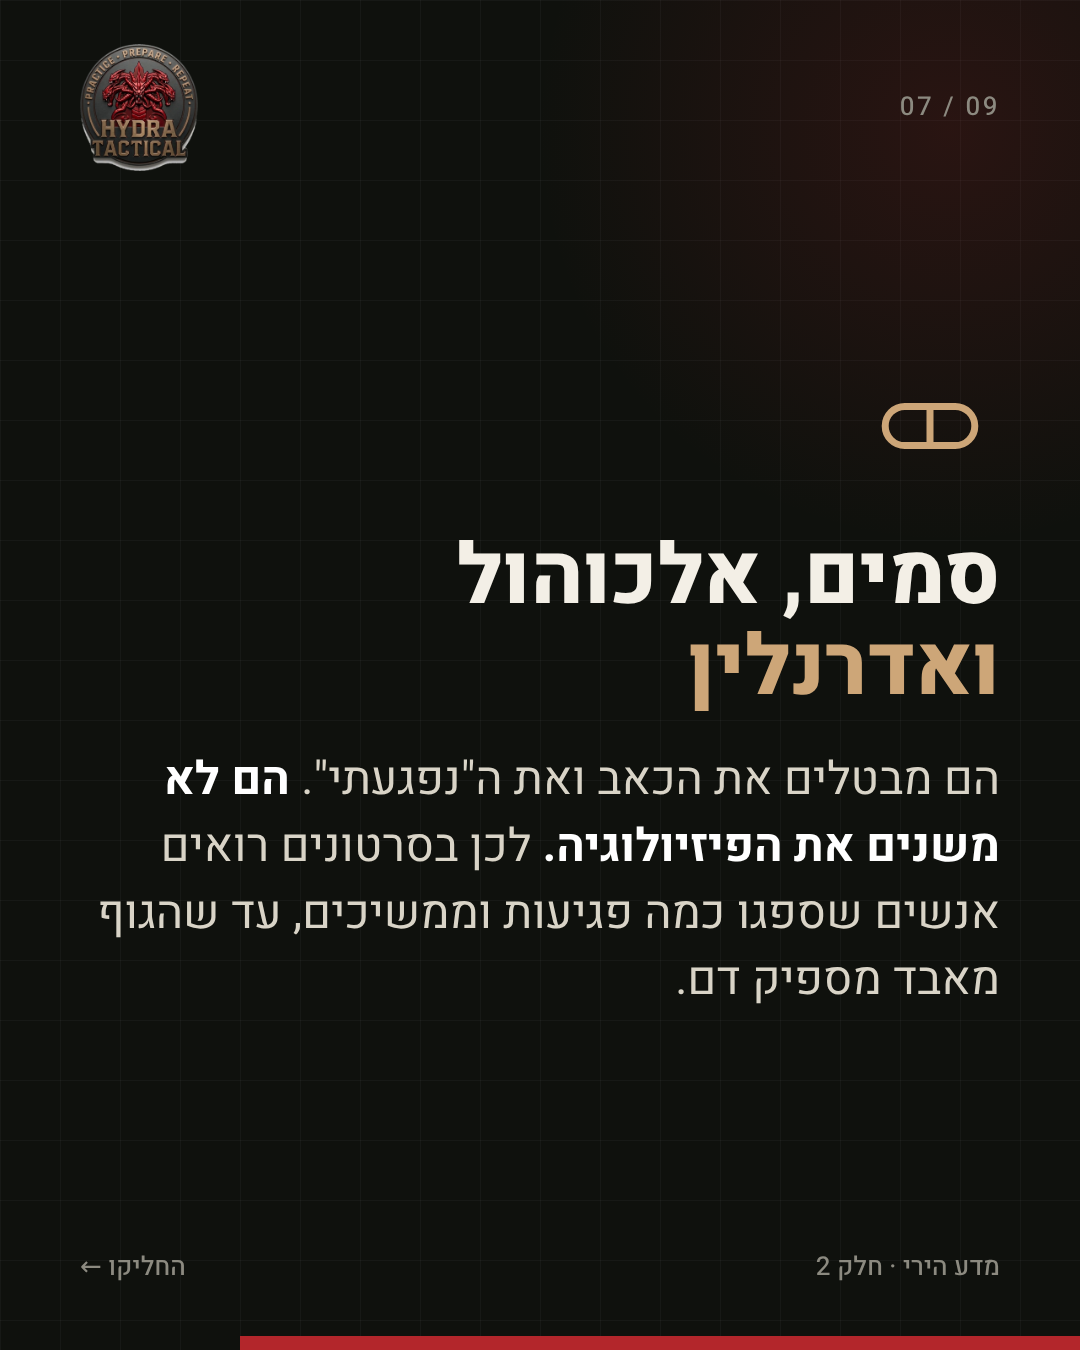 PRACTICE · PREPARE · REPEAT
HYDRA
TACTICAL
07 / 09
סמים, אלכוהול
ואדרנלין
הם מבטלים את הכאב ואת ה"נפגעתי". הם לא
משנים את הפיזיולוגיה. לכן בסרטונים רואים
אנשים שספגו כמה פגיעות וממשיכים, עד שהגוף
מאבד מספיק דם.
מדע הירי · חלק 2
החליקו ←